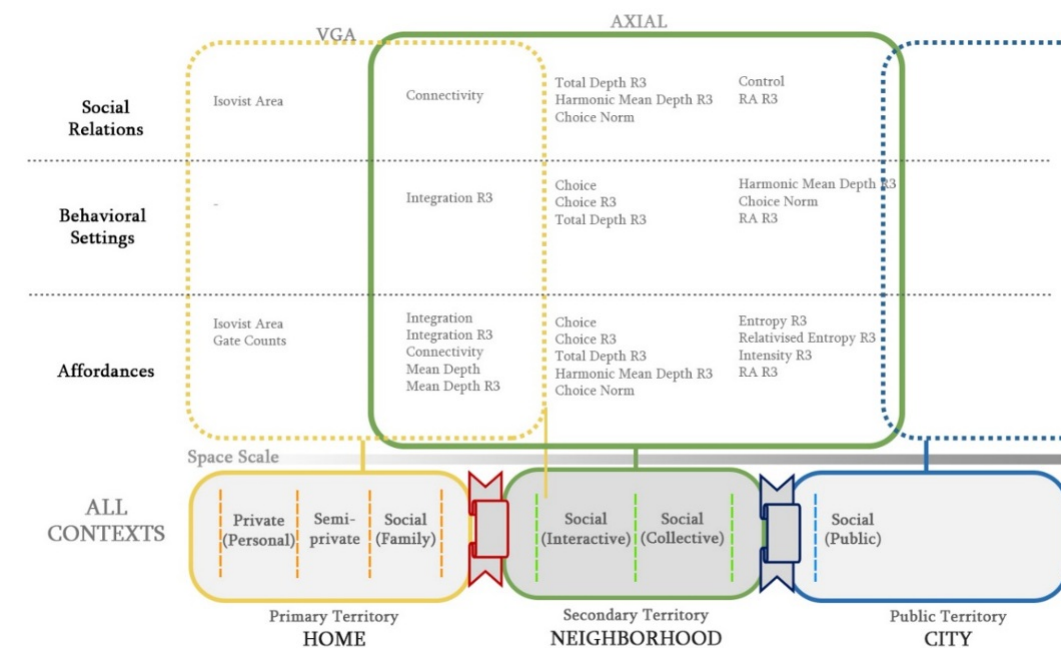 VGA
AXIAL
Social
Relations
Isovist Area
Connectivity
Total Depth R3
Harmonic Mean Depth R3
Choice Norm
Control
RA R3
Behavioral
Settings
-
Integration R3
Choice
Choice R3
Total Depth R3
Harmonic Mean Depth R3
Choice Norm
RA R3
Affordances
Isovist Area
Gate Counts
Integration
Integration R3
Connectivity
Mean Depth
Mean Depth R3
Choice
Choice R3
Total Depth R3
Harmonic Mean Depth R3
Choice Norm
Entropy R3
Relativised Entropy R3
Intensity R3
RA R3
Space Scale
ALL
CONTEXTS
Private
(Personal)
Semi-
private
Social
(Family)
Social
(Interactive)
Social
(Collective)
Social
(Public)
Primary Territory
HOME
Secondary Territory
NEIGHBORHOOD
Public Territory
CITY